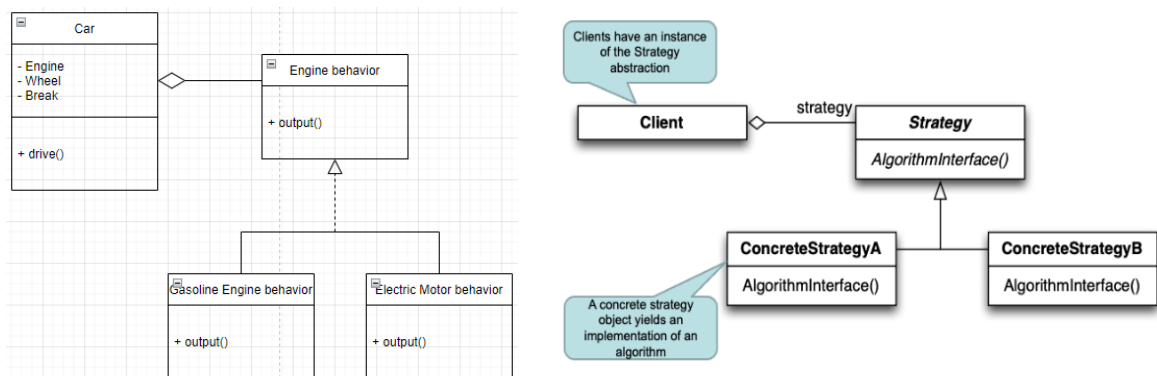 Car
- Engine
- Wheel
- Break
+ drive()
Engine behavior
+ output()
Gasoline Engine behavior
+ output()
Electric Motor behavior
+ output()
Clients have an instance
of the Strategy
abstraction
Client
strategy
Strategy
AlgorithmInterface()
ConcreteStrategyA
AlgorithmInterface()
ConcreteStrategyB
AlgorithmInterface()
A concrete strategy
object yields an
implementation of an
algorithm